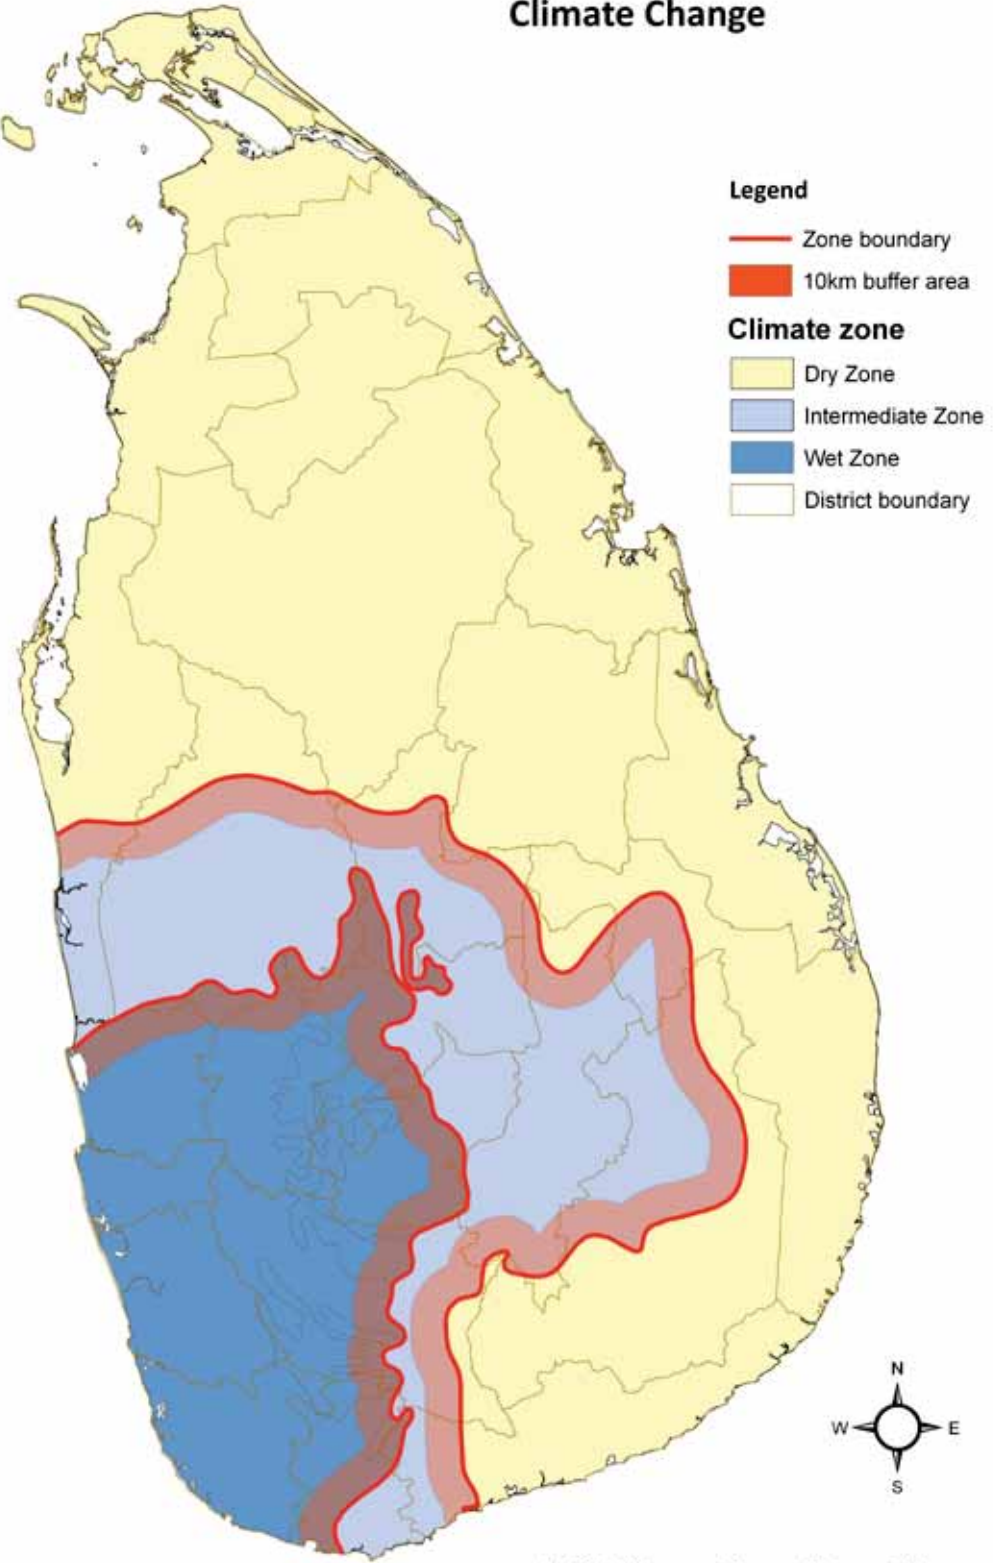 Climate Change
Legend
Zone boundary
10km buffer area
Climate zone
Dry Zone
Intermediate Zone
Wet Zone
District boundary
N
W E
S